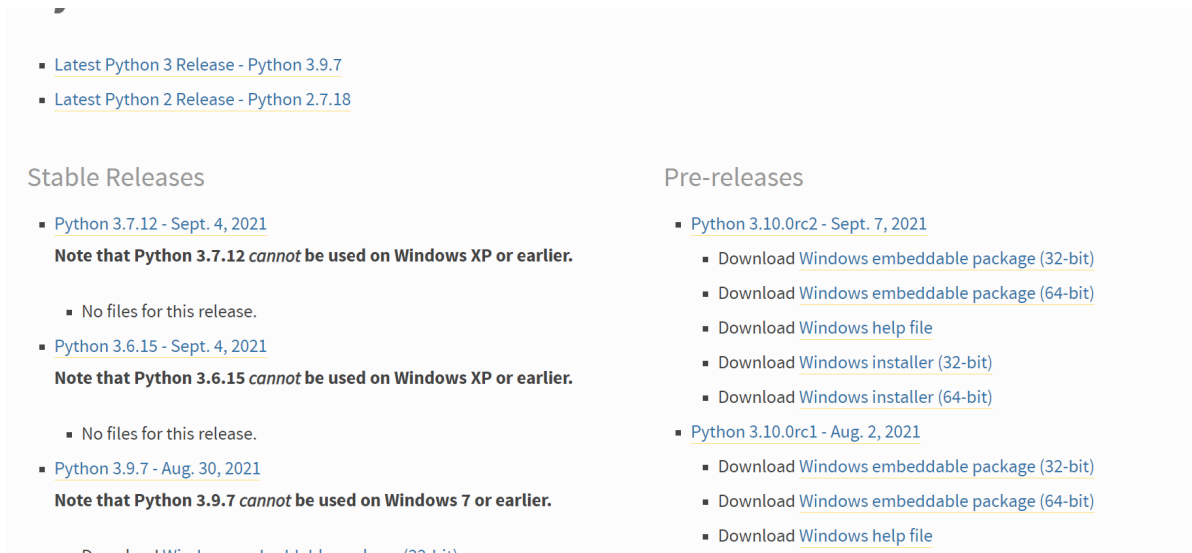 Latest Python 3 Release - Python 3.9.7
Latest Python 2 Release - Python 2.7.18
Stable Releases
Python 3.7.12 - Sept. 4, 2021
Note that Python 3.7.12 cannot be used on Windows XP or earlier.
No files for this release.
Python 3.6.15 - Sept. 4, 2021
Note that Python 3.6.15 cannot be used on Windows XP or earlier.
No files for this release.
Python 3.9.7 - Aug. 30, 2021
Note that Python 3.9.7 cannot be used on Windows 7 or earlier.
Pre-releases
Python 3.10.0rc2 - Sept. 7, 2021
Download Windows embeddable package (32-bit)
Download Windows embeddable package (64-bit)
Download Windows help file
Download Windows installer (32-bit)
Download Windows installer (64-bit)
Python 3.10.0rc1 - Aug. 2, 2021
Download Windows embeddable package (32-bit)
Download Windows embeddable package (64-bit)
Download Windows help file